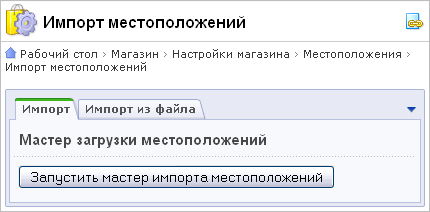 Импорт местоположений
Рабочий стол › Магазин › Настройки магазина › Местоположения ›
Импорт местоположений
Импорт Импорт из файла
Мастер загрузки местоположений
Запустить мастер импорта местоположений